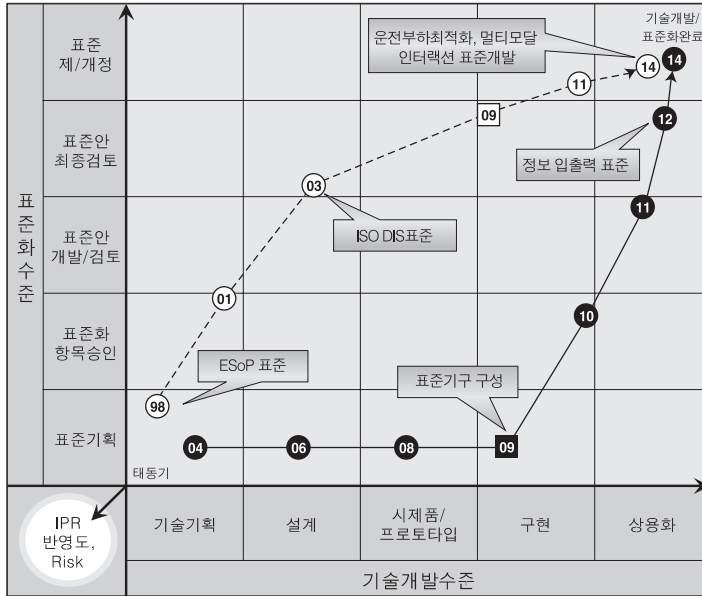 기술개발/
표준화완료
표준
제/개정
운전부하최적화, 멀티모달
인터랙션 표준개발
14
14
11
09
12
표준안
최종검토
정보 입출력 표준
03
11
ISO DIS표준
표준화수준
표준안
개발/검토
01
10
표준화
항목승인
ESoP 표준
표준기구 구성
98
표준기획
04
06
08
09
태동기
IPR
반영도,
Risk
기술기획
설계
시제품/
프로토타입
구현
상용화
기술개발수준